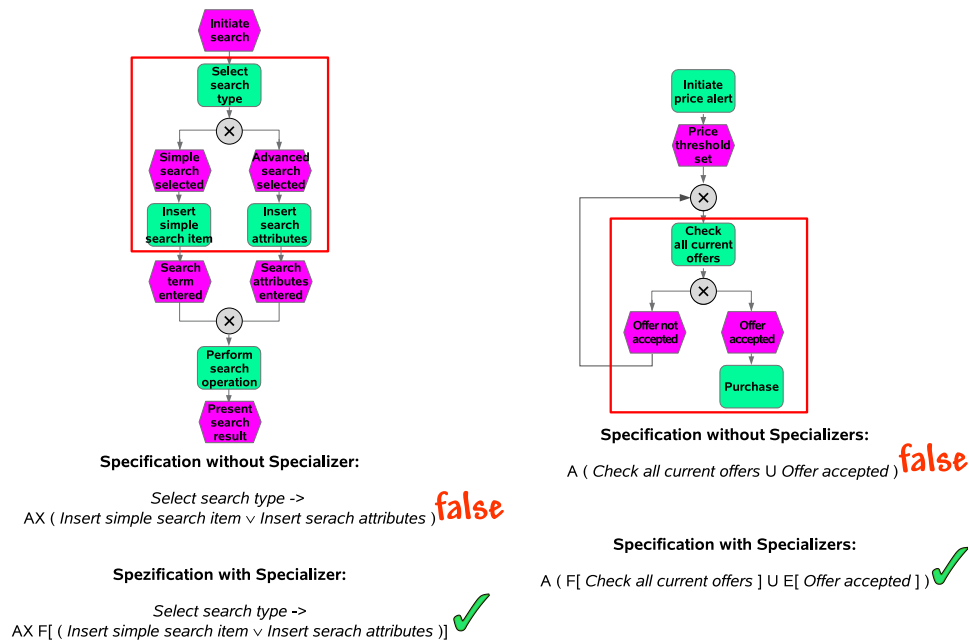 Initiate
search
Select
search
type
Simple
search
selected
Advanced
search
selected
Insert
simple
search item
Insert
search
attributes
Search
term
entered
Search
attributes
entered
Perform
search
operation
Present
search
result
Specification without Specializer:
Select search type ->
AX ( Insert simple search item ∨ Insert serach attributes )
false
Spezification with Specializer:
Select search type ->
AX F[ ( Insert simple search item ∨ Insert serach attributes )]
Initiate
price alert
Price
threshold
set
Check
all current
offers
Offer not
accepted
Offer
accepted
Purchase
Specification without Specializers:
A ( Check all current offers U Offer accepted )
false
Specification with Specializers:
A ( F[ Check all current offers ] U E[ Offer accepted ] )